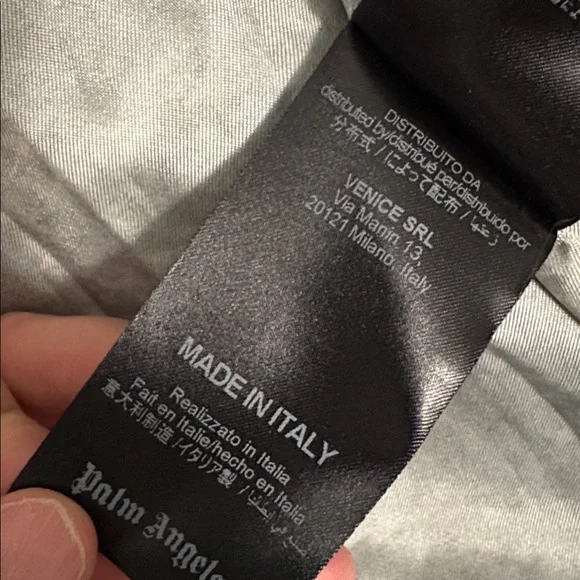 DISTRIBUITO DA
distributed by/distribué par/distribuido por
分布式 / によって配布 /
VENICE SRL
Via Manin, 13,
20121 Milano, Italy
MADE IN ITALY
Realizzato in Italia
Fait en Italie/hecho en Italia
意大利制造 /イタリア製 /
Palm Angels